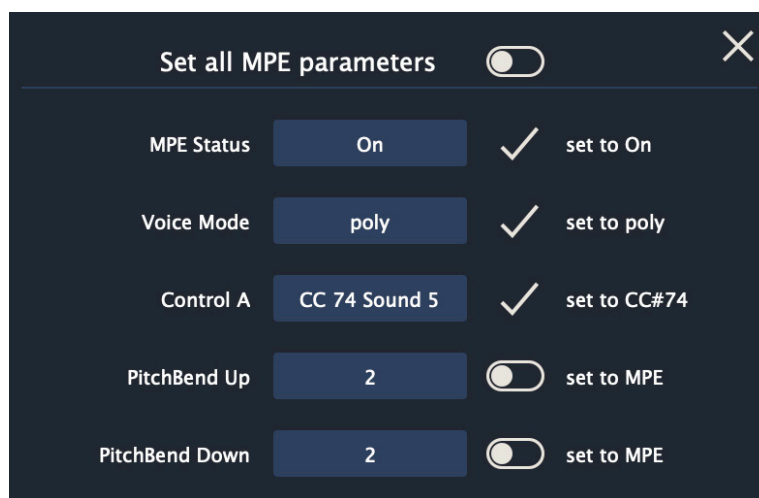 Set all MPE parameters
MPE Status On set to On
Voice Mode poly set to poly
Control A CC 74 Sound 5 set to CC#74
PitchBend Up 2 set to MPE
PitchBend Down 2 set to MPE